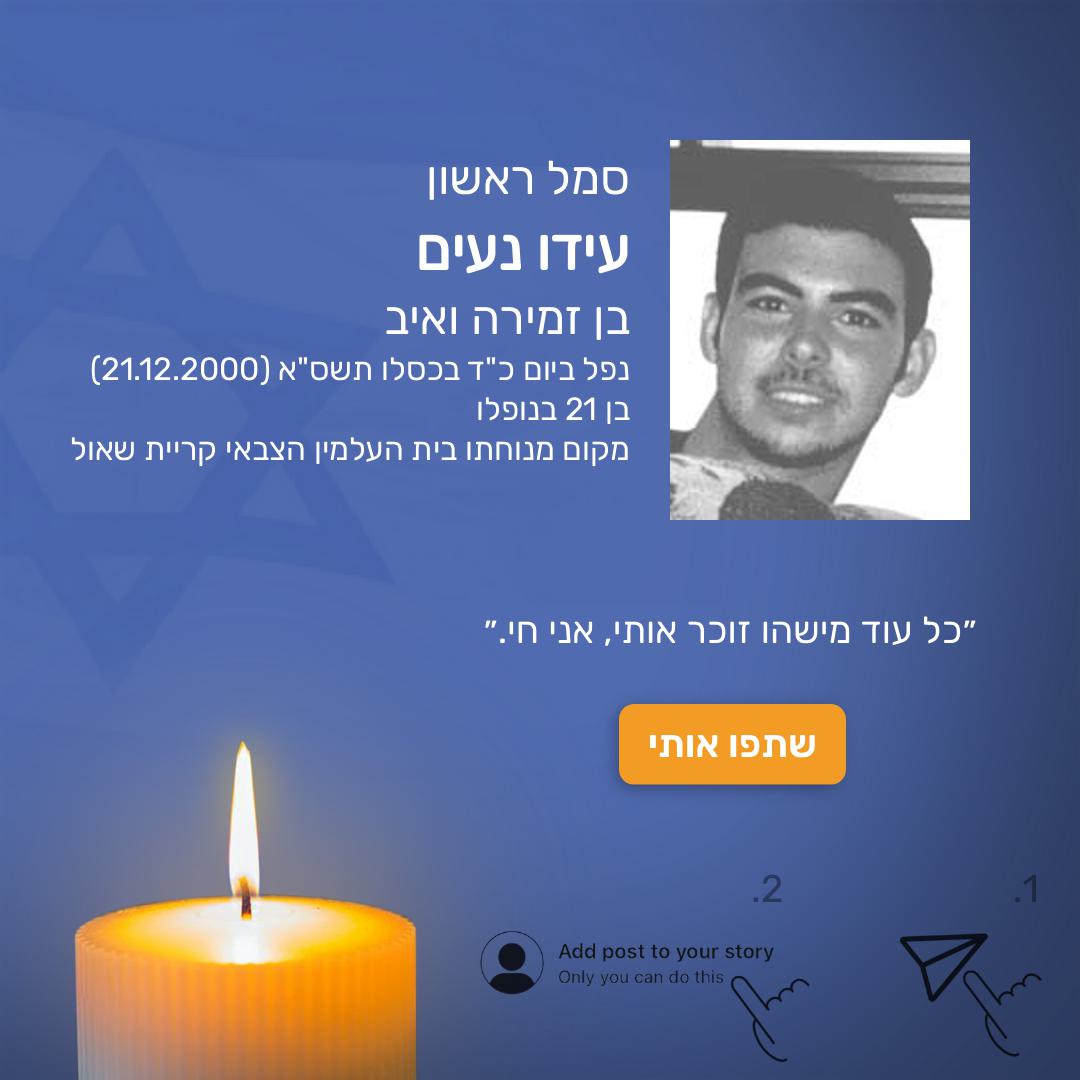 סמל ראשון
עידו נעים
בן זמירה ואיב
נפל ביום כ"ד בכסלו תשס"א (21.12.2000)
בן 21 בנופלו
מקום מנוחתו בית העלמין הצבאי קריית שאול
״כל עוד מישהו זוכר אותי, אני חי.״
שתפו אותי
1.
2.
Add post to your story
Only you can do this